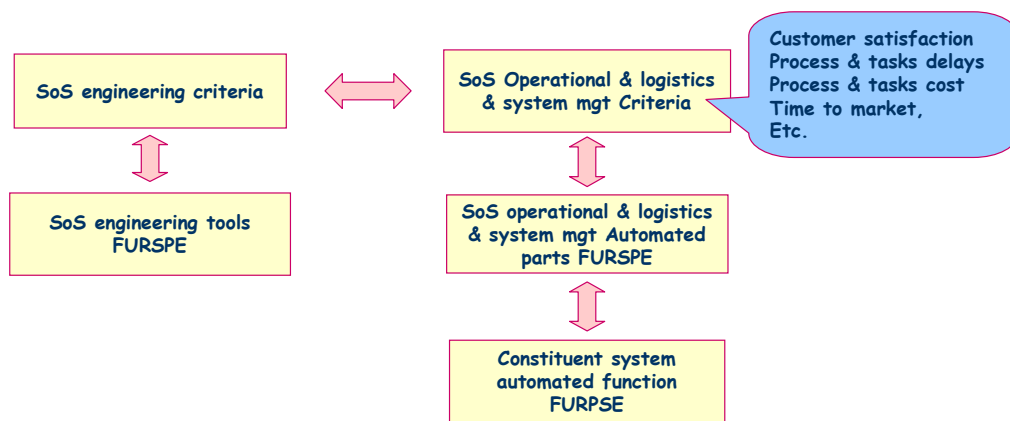 SoS engineering criteria
SoS engineering tools
FURSPE
SoS Operational & logistics
& system mgt Criteria
Customer satisfaction
Process & tasks delays
Process & tasks cost
Time to market,
Etc.
SoS operational & logistics
& system mgt Automated
parts FURSPE
Constituent system
automated function
FURPSE